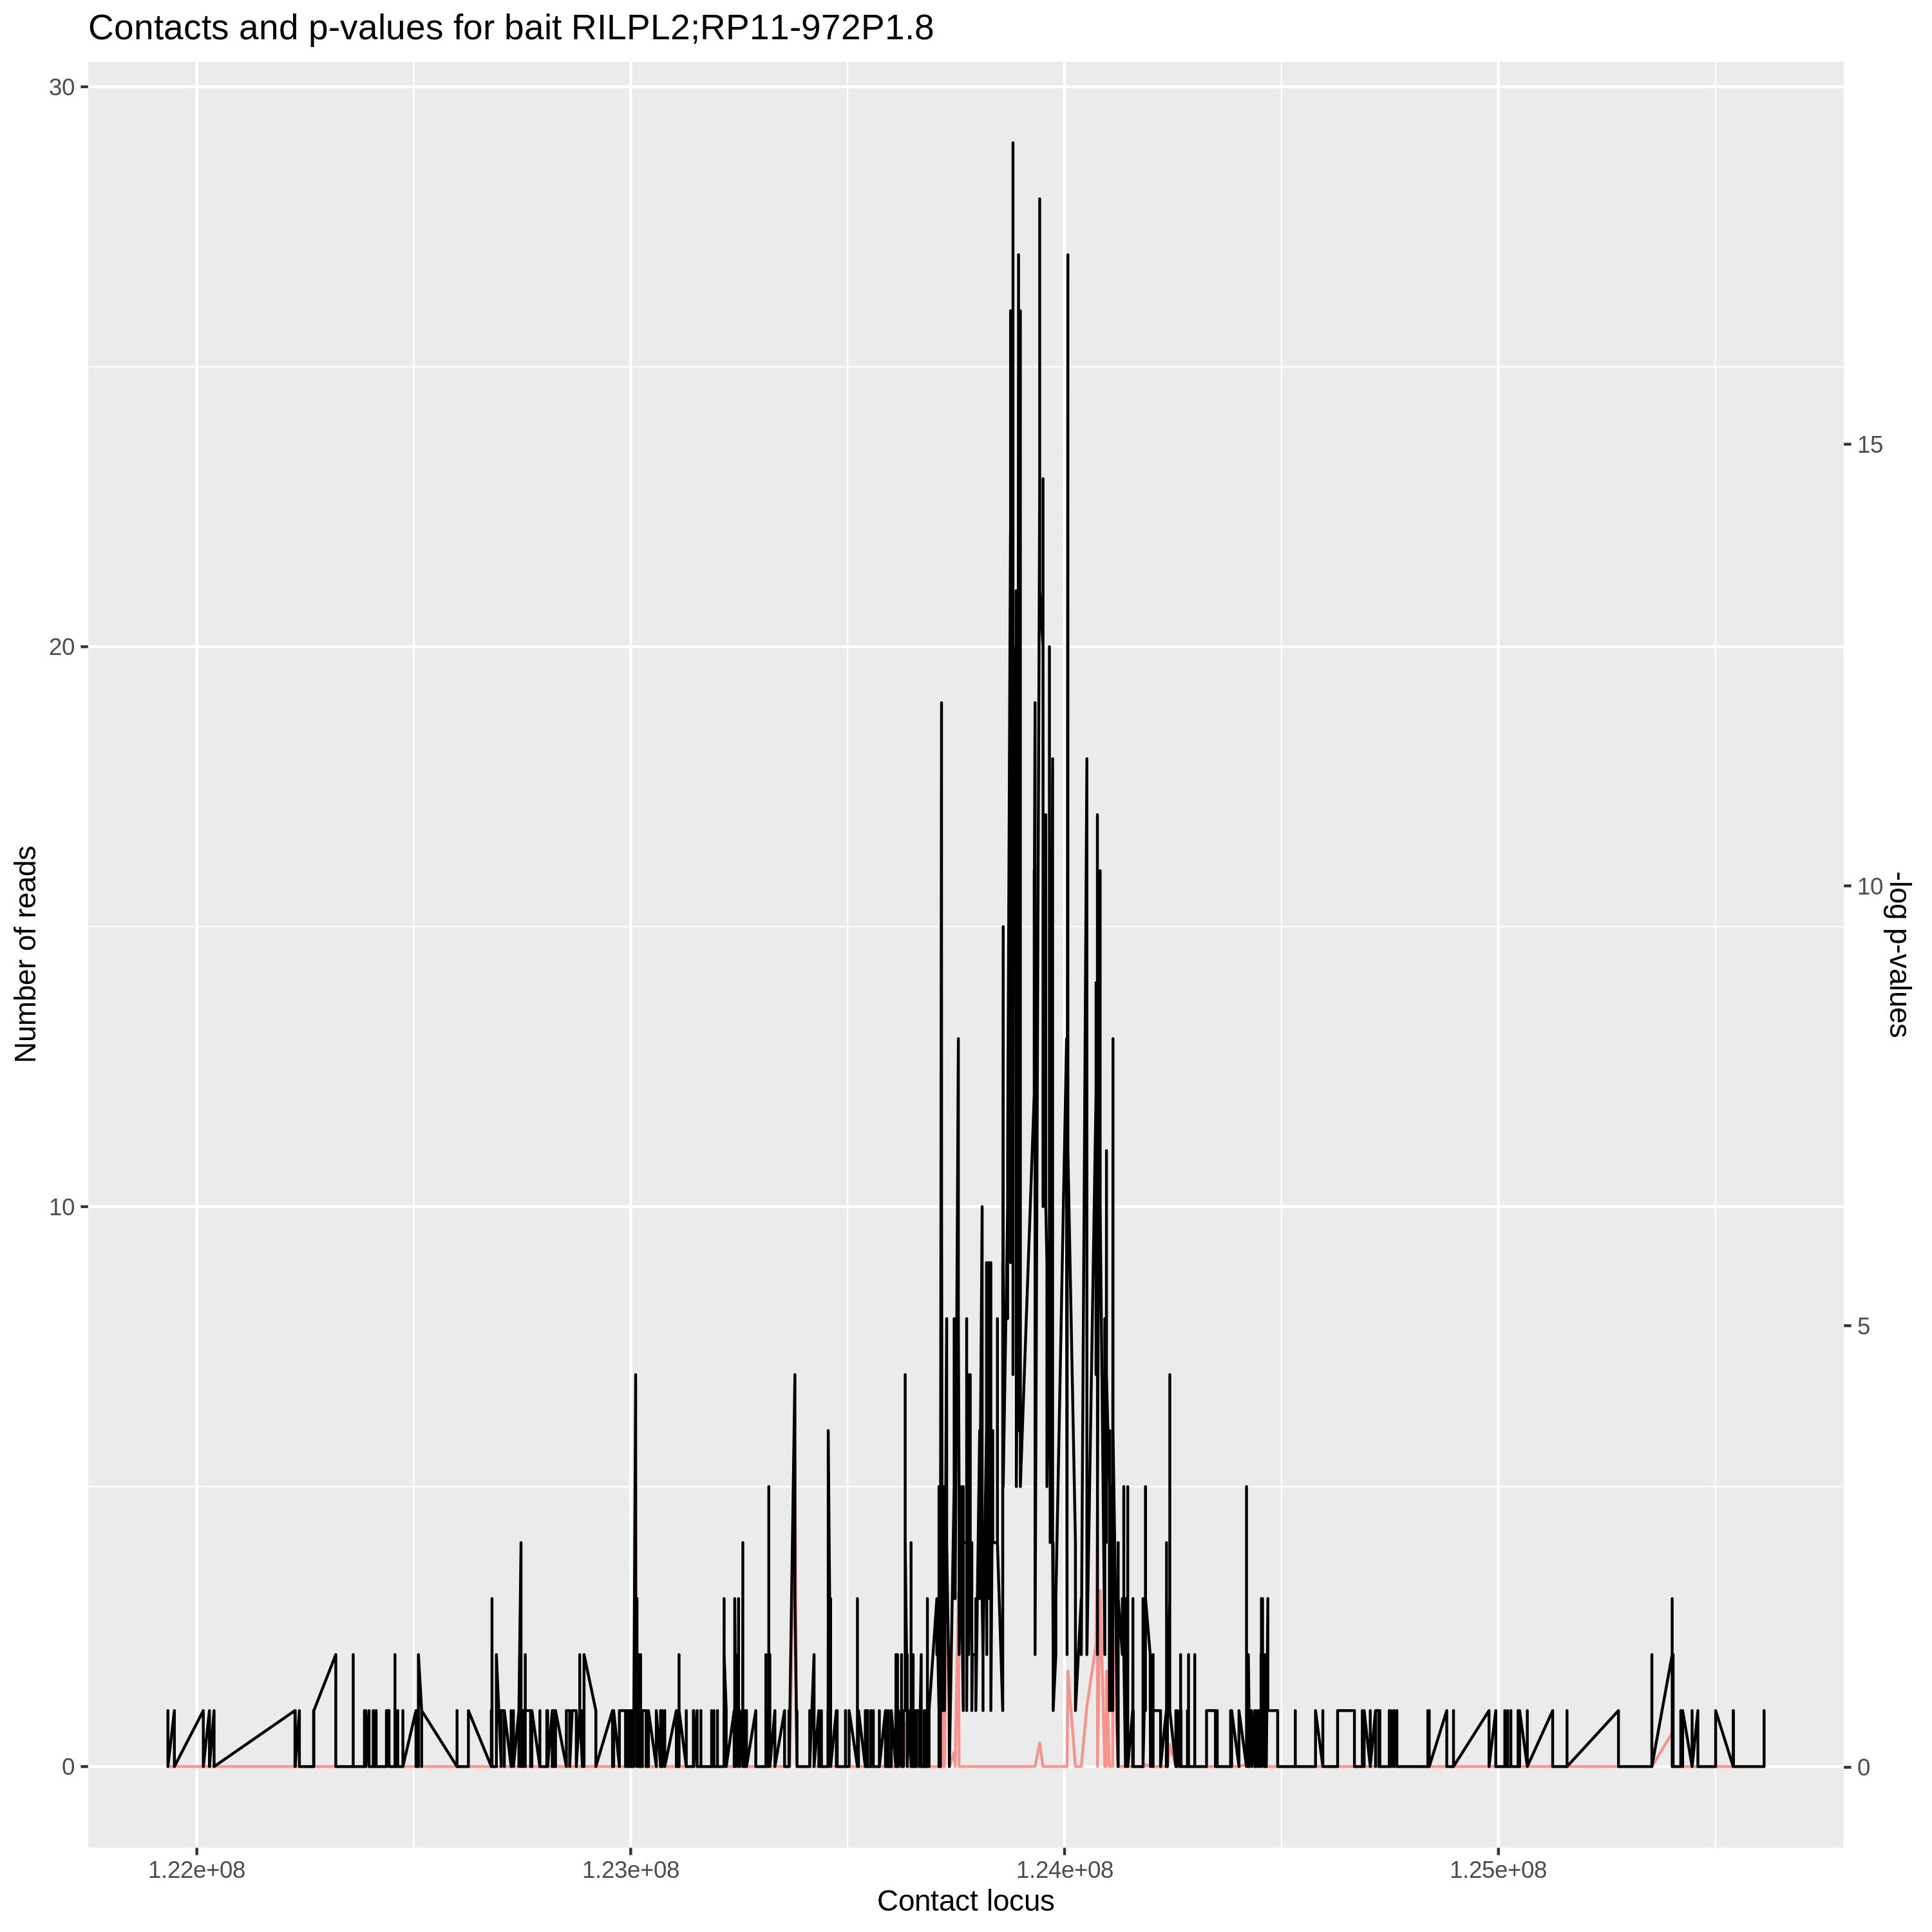 Contacts and p-values for bait RILPL2;RP11-972P1.8
30
20
10
0
Number of reads
15
10
5
0
-log p-values
1.22e+08
1.23e+08
1.24e+08
1.25e+08
Contact locus